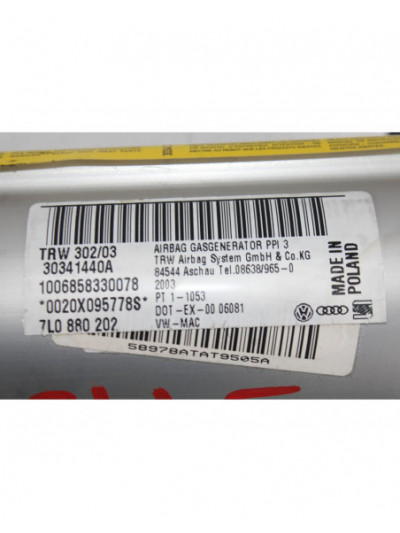 TRW 302/03
30341440A
1006858330078
*0020X095778S*
7L0 880 202
AIRBAG GASGENERATOR PPI 3
TRW Airbag System GmbH & Co.KG
84544 Aschau Tel.08638/965-0
2003
PT 1-1053
DOT-EX-00 06081
VW-MAC
MADE IN
POLAND
58978ATAT9505A